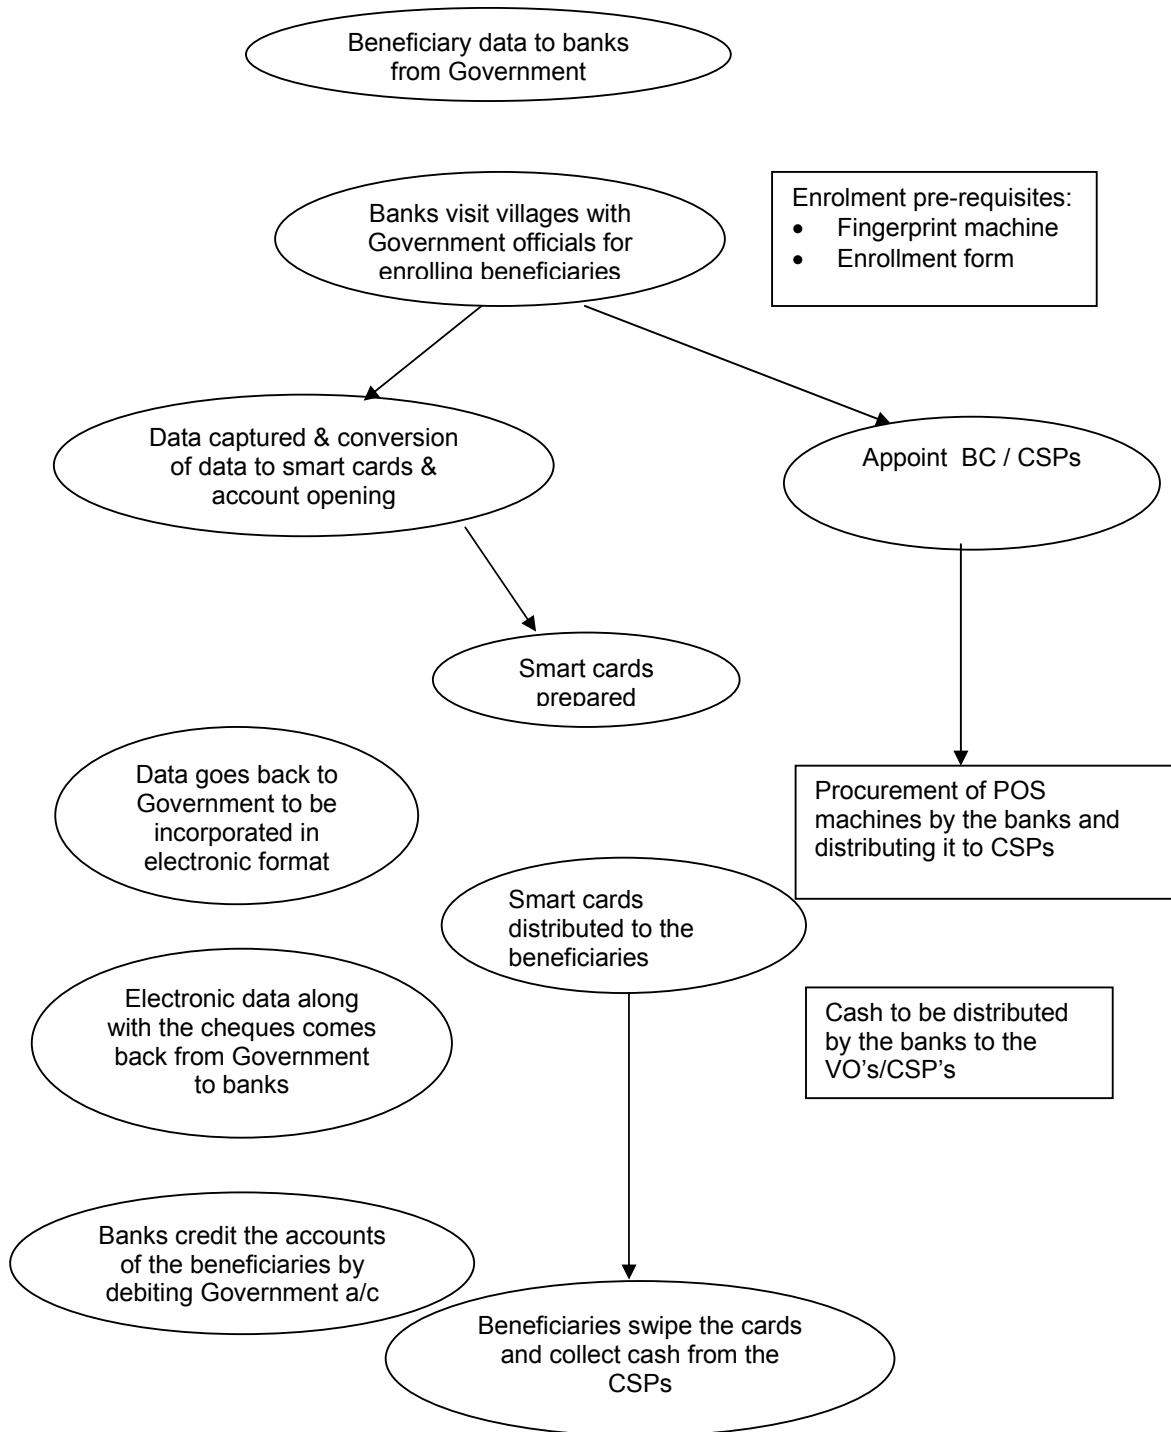 Beneficiary data to banks
from Government
Banks visit villages with
Government officials for
enrolling beneficiaries
Enrolment pre-requisites:
• Fingerprint machine
• Enrollment form
Data captured & conversion
of data to smart cards &
account opening
Appoint BC / CSPs
Smart cards
prepared
Data goes back to
Government to be
incorporated in
electronic format
Procurement of POS
machines by the banks and
distributing it to CSPs
Smart cards
distributed to the
beneficiaries
Electronic data along
with the cheques comes
back from Government
to banks
Cash to be distributed
by the banks to the
VO’s/CSP’s
Banks credit the accounts
of the beneficiaries by
debiting Government a/c
Beneficiaries swipe the cards
and collect cash from the
CSPs